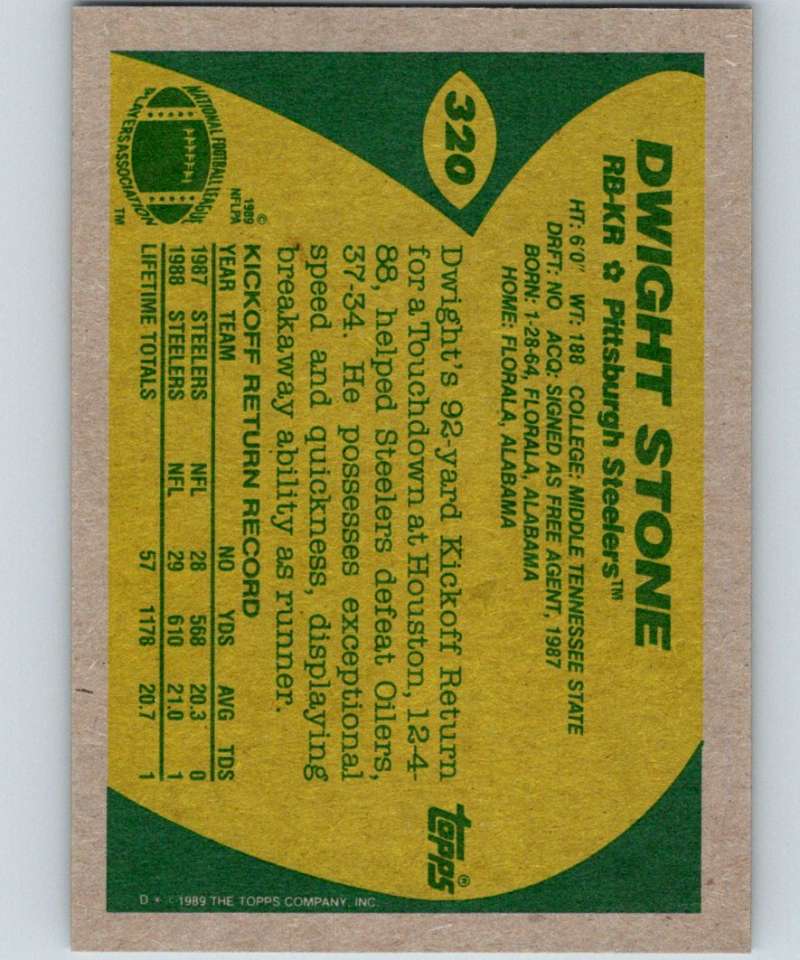 320
DWIGHT STONE
RB-KR ✩ Pittsburgh Steelers™
HT: 6'0" WT: 188 COLLEGE: MIDDLE TENNESSEE STATE
DRFT: NO ACQ: SIGNED AS FREE AGENT, 1987
BORN: 1-28-64, FLORALA, ALABAMA
HOME: FLORALA, ALABAMA
Dwight's 92-yard Kickoff Return
for a Touchdown at Houston, 12-4-
88, helped Steelers defeat Oilers,
37-34. He possesses exceptional
speed and quickness, displaying
breakaway ability as runner.
topps®
NATIONAL FOOTBALL LEAGUE
PLAYERS ASSOCIATION
TM
©
1989
NFLPA
KICKOFF RETURN RECORD
YEAR TEAM NO YDS AVG TDS
1987 STEELERS NFL 28 568 20.3 0
1988 STEELERS NFL 29 610 21.0 1
LIFETIME TOTALS 57 1178 20.7 1
D * © 1989 THE TOPPS COMPANY, INC.